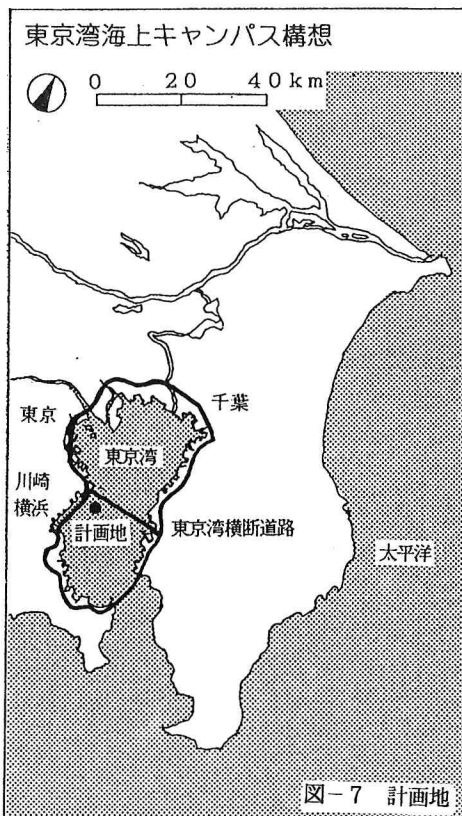 東京湾海上キャンパス構想
0 20 40km
東京
千葉
東京湾
川崎
横浜
計画地
東京湾横断道路
太平洋
図-7 計画地